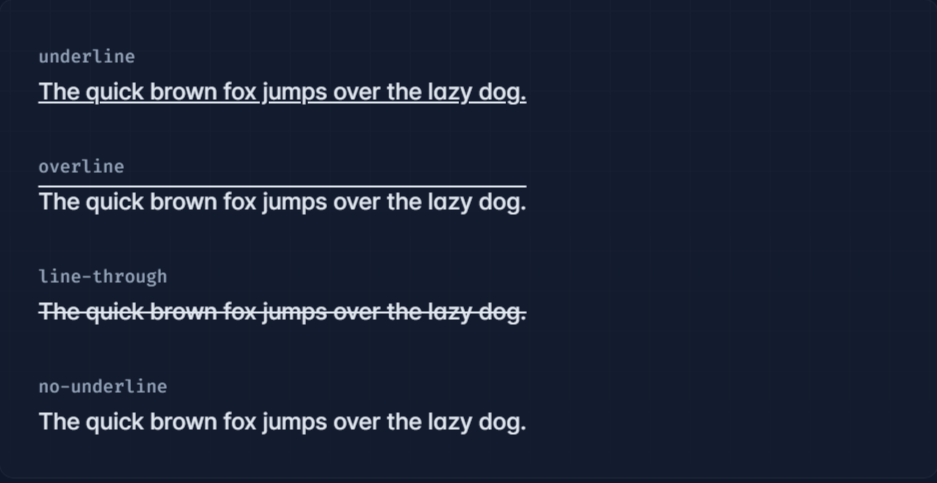 underline
The quick brown fox jumps over the lazy dog.
overline
The quick brown fox jumps over the lazy dog.
line-through
The quick brown fox jumps over the lazy dog.
no-underline
The quick brown fox jumps over the lazy dog.